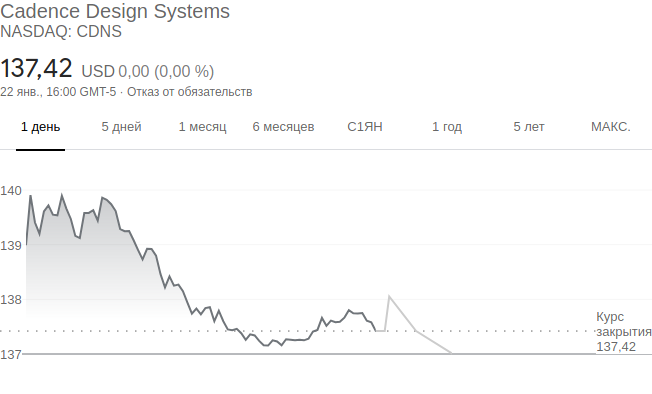 Cadence Design Systems
NASDAQ: CDNS
137,42 USD 0,00 (0,00 %)
22 янв., 16:00 GMT-5 · Отказ от обязательств
1 день 5 дней 1 месяц 6 месяцев С1ЯН 1 год 5 лет МАКС.
140
139
138
Курс
закрытия
137,42
137